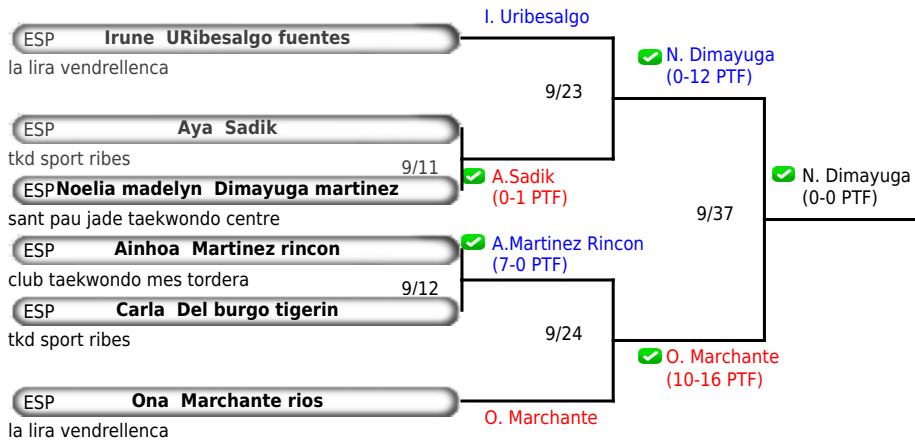 I. Uribesalgo
ESP Irune URibesalgo fuentes
la lira vendrellenca
N. Dimayuga
(0-12 PTF)
9/23
ESP Aya Sadik
tkd sport ribes
9/11
A.Sadik
(0-1 PTF)
N. Dimayuga
(0-0 PTF)
ESP Noelia madelyn Dimayuga martinez
sant pau jade taekwondo centre
9/37
ESP Ainhoa Martinez rincon
A.Martinez Rincon
(7-0 PTF)
club taekwondo mes tordera
9/12
ESP Carla Del burgo tigerin
tkd sport ribes
9/24
O. Marchante
(10-16 PTF)
ESP Ona Marchante rios
O. Marchante
la lira vendrellenca